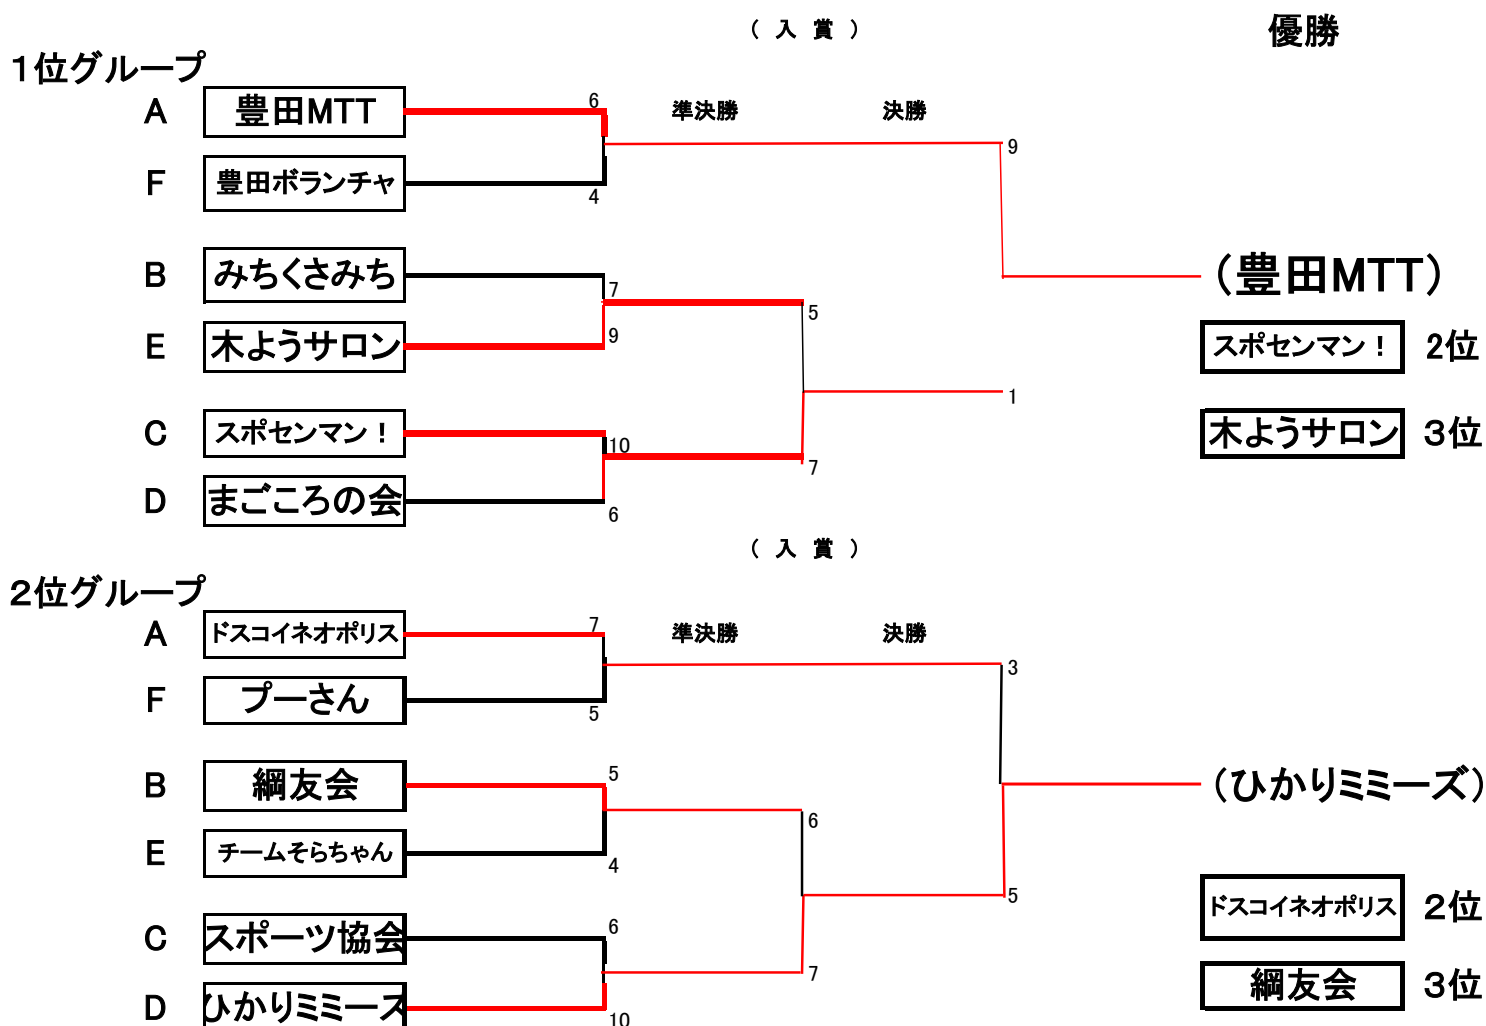 （ 入 賞 ）
優勝
１位グループ
A 豊田MTT 6 準決勝 決勝
9
F 豊田ボランチャ 4
B みちくさみち 7
（豊田MTT）
5
E 木ようサロン 9
スポセンマン！ 2位
1
C スポセンマン！ 10
木ようサロン ３位
7
D まごころの会 6
（ 入 賞 ）
２位グループ
A ドスコイネオポリス 7 準決勝 決勝
3
F プーさん 5
B 綱友会 5
（ひかりミミーズ）
6
E チームそらちゃん 4
5
ドスコイネオポリス ２位
C スポーツ協会 6
7
綱友会 ３位
D ひかりミミーズ 10